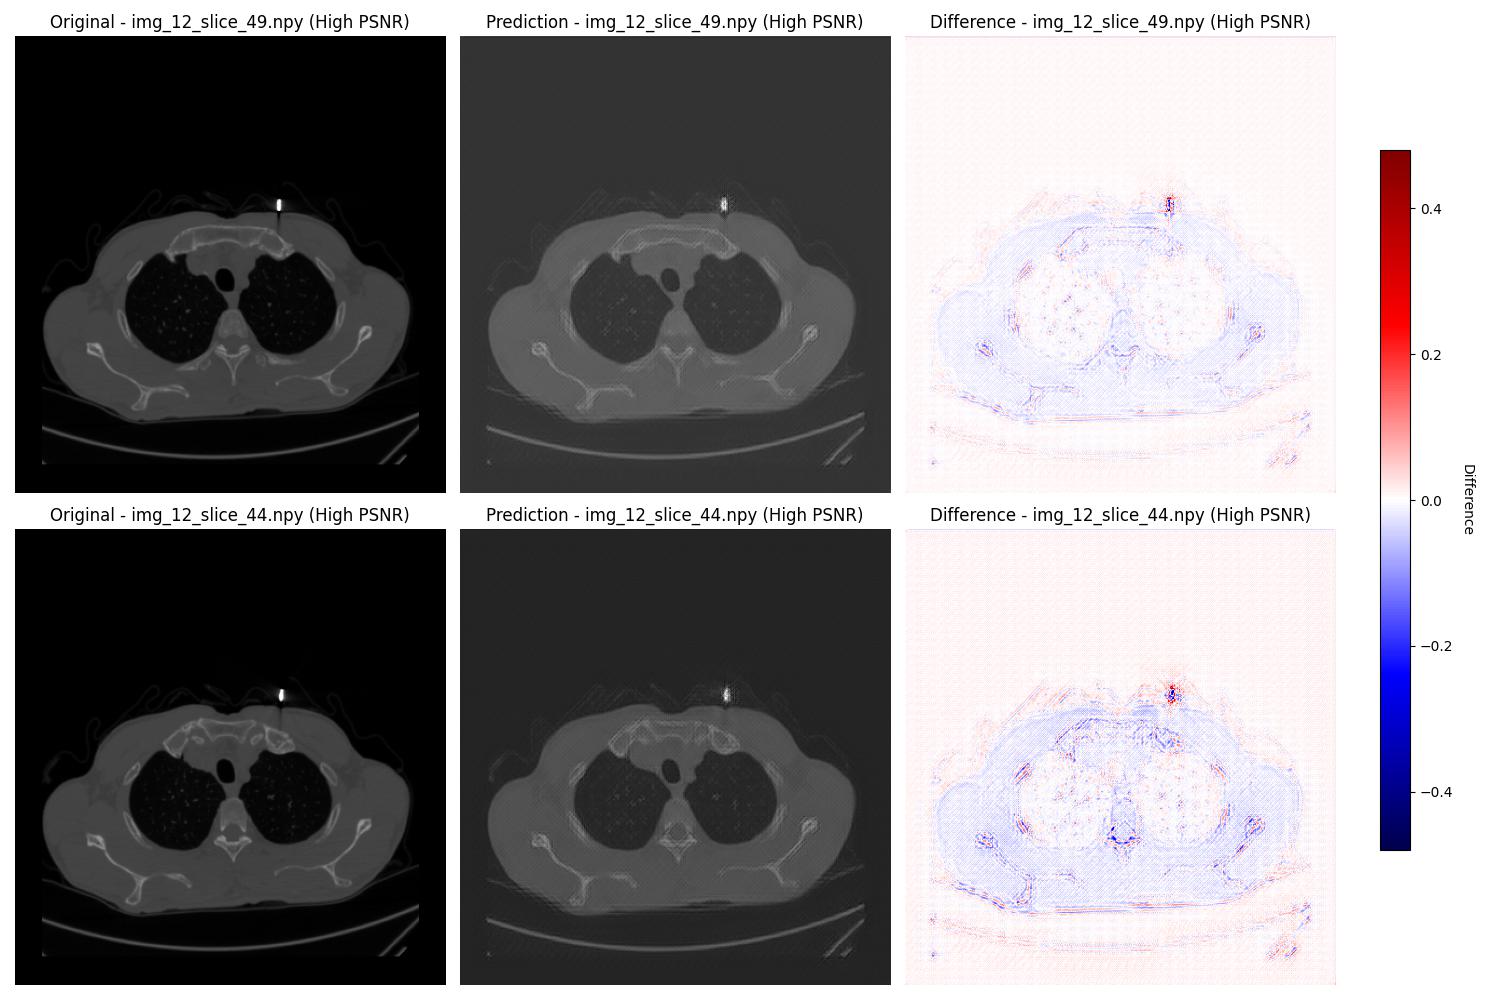 Original - img_12_slice_49.npy (High PSNR)
Prediction - img_12_slice_49.npy (High PSNR)
Difference - img_12_slice_49.npy (High PSNR)
Original - img_12_slice_44.npy (High PSNR)
Prediction - img_12_slice_44.npy (High PSNR)
Difference - img_12_slice_44.npy (High PSNR)
0.4
0.2
0.0
−0.2
−0.4
Difference